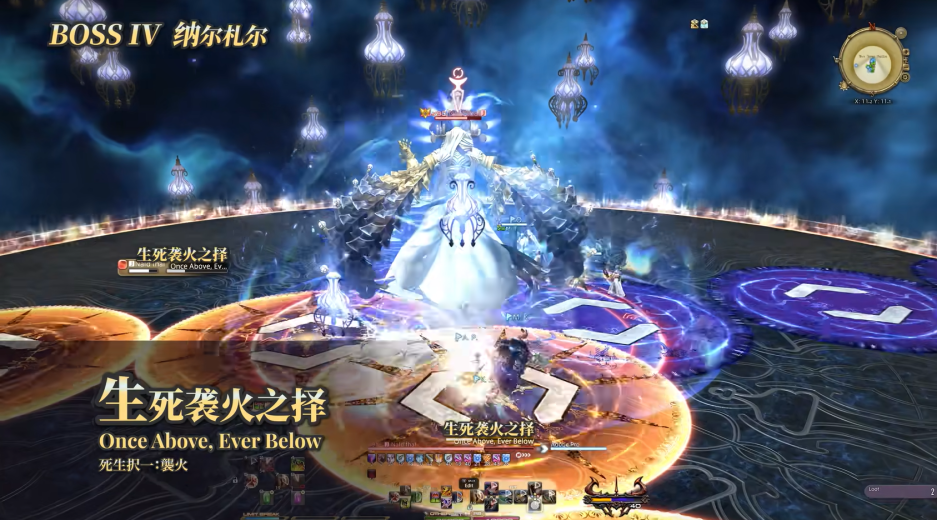 BOSS IV 纳尔札尔
生死袭火之择
Once Above, Ev...
生死袭火之择
Once Above, Ever Below
死生択一：襲火
生死袭火之择
Once Above, Ever Below
Loot
2